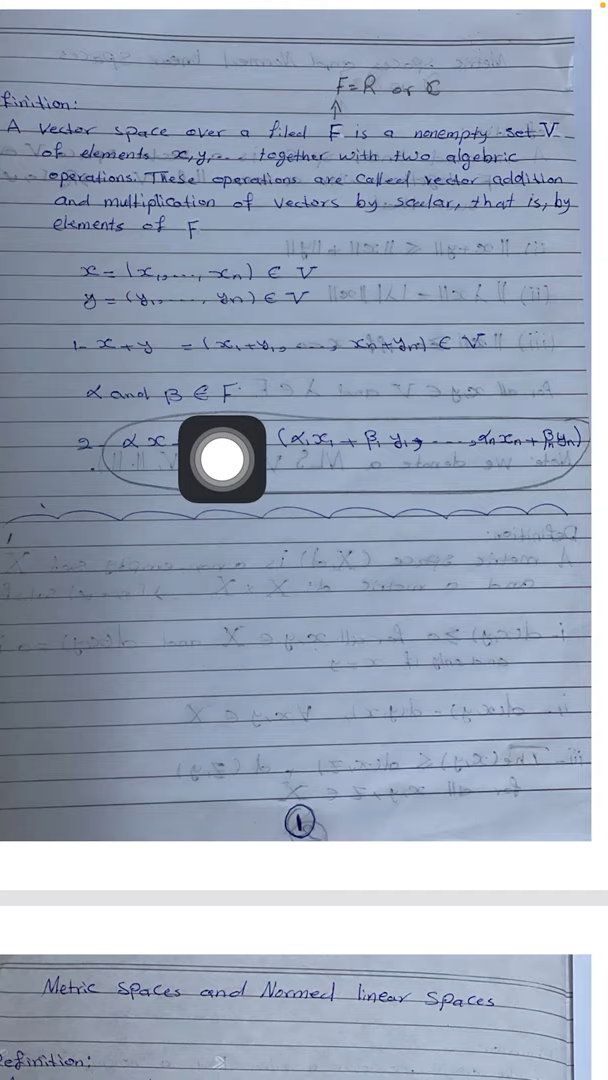 F=R or C
↑
finition:
A vector space over a filed F is a nonempty set V
of elements x, y, ... together with two algebric
operations. These operations are called vector addition
and multiplication of vectors by scalar, that is, by
elements of F
x = (x₁, ...., xₙ) ∈ V
y = (y₁, ....., yₙ) ∈ V
1- x + y = (x₁+y₁, ...., xₙ+yₙ) ∈ V
α and β ∈ F
2- α x (α₁x₁ + β₁y₁, ....., αₙxₙ + βₙyₙ)
1
Metric spaces and Normed linear spaces
efinition: